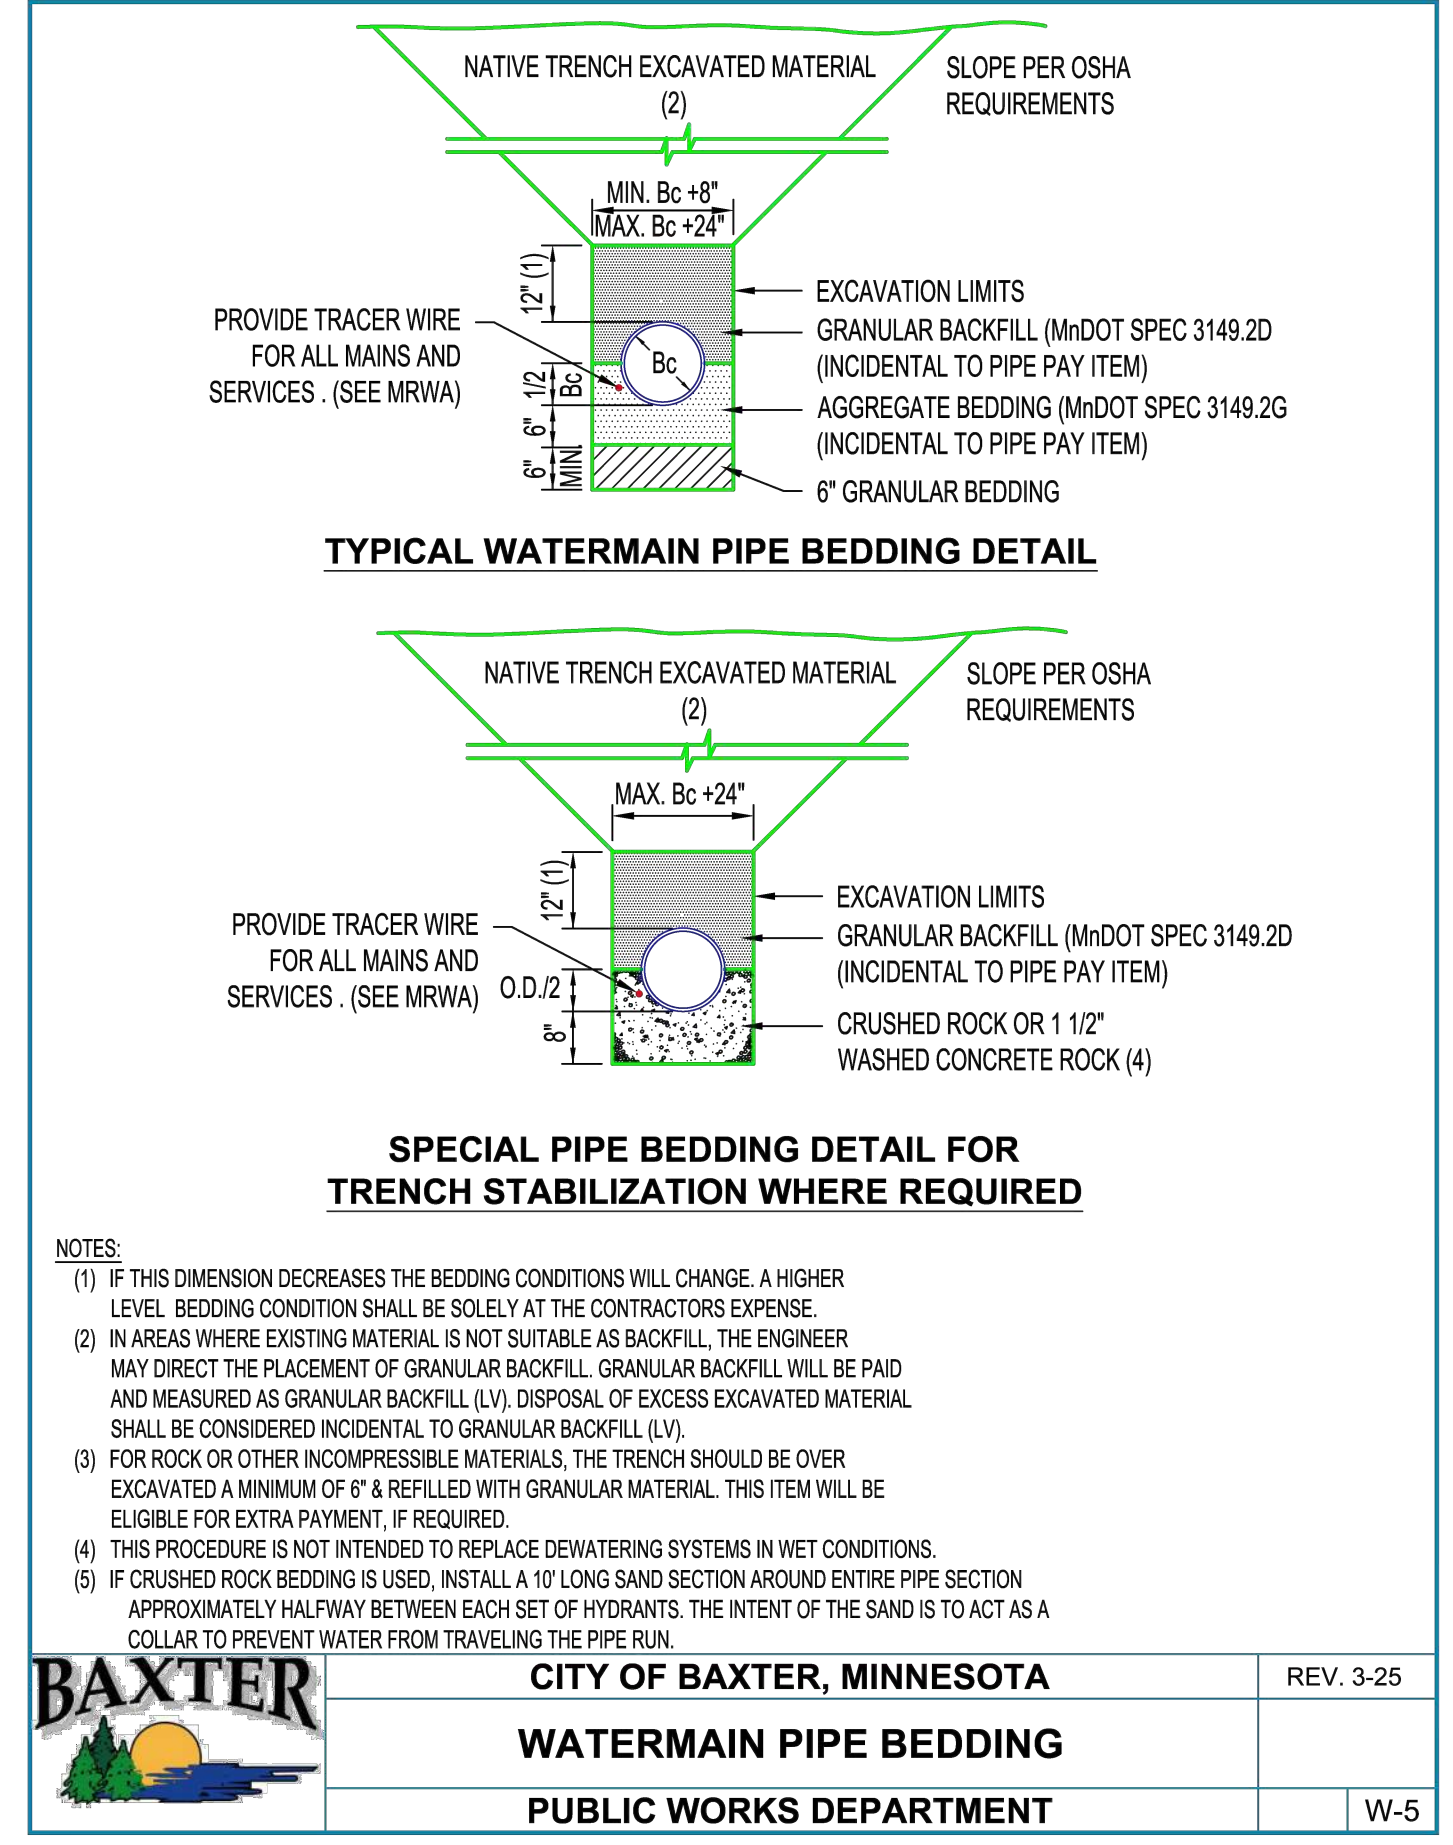 NATIVE TRENCH EXCAVATED MATERIAL
(2)
SLOPE PER OSHA
REQUIREMENTS
MIN. Bc +8"
MAX. Bc +24"
12" (1)
1/2
Bc
6"
6"
MIN.
Bc
PROVIDE TRACER WIRE
FOR ALL MAINS AND
SERVICES . (SEE MRWA)
EXCAVATION LIMITS
GRANULAR BACKFILL (MnDOT SPEC 3149.2D
(INCIDENTAL TO PIPE PAY ITEM)
AGGREGATE BEDDING (MnDOT SPEC 3149.2G
(INCIDENTAL TO PIPE PAY ITEM)
6" GRANULAR BEDDING
TYPICAL WATERMAIN PIPE BEDDING DETAIL
NATIVE TRENCH EXCAVATED MATERIAL
(2)
SLOPE PER OSHA
REQUIREMENTS
MAX. Bc +24"
12" (1)
O.D./2
8"
PROVIDE TRACER WIRE
FOR ALL MAINS AND
SERVICES . (SEE MRWA)
EXCAVATION LIMITS
GRANULAR BACKFILL (MnDOT SPEC 3149.2D
(INCIDENTAL TO PIPE PAY ITEM)
CRUSHED ROCK OR 1 1/2"
WASHED CONCRETE ROCK (4)
SPECIAL PIPE BEDDING DETAIL FOR
TRENCH STABILIZATION WHERE REQUIRED
NOTES:
(1) IF THIS DIMENSION DECREASES THE BEDDING CONDITIONS WILL CHANGE. A HIGHER
LEVEL BEDDING CONDITION SHALL BE SOLELY AT THE CONTRACTORS EXPENSE.
(2) IN AREAS WHERE EXISTING MATERIAL IS NOT SUITABLE AS BACKFILL, THE ENGINEER
MAY DIRECT THE PLACEMENT OF GRANULAR BACKFILL. GRANULAR BACKFILL WILL BE PAID
AND MEASURED AS GRANULAR BACKFILL (LV). DISPOSAL OF EXCESS EXCAVATED MATERIAL
SHALL BE CONSIDERED INCIDENTAL TO GRANULAR BACKFILL (LV).
(3) FOR ROCK OR OTHER INCOMPRESSIBLE MATERIALS, THE TRENCH SHOULD BE OVER
EXCAVATED A MINIMUM OF 6" & REFILLED WITH GRANULAR MATERIAL. THIS ITEM WILL BE
ELIGIBLE FOR EXTRA PAYMENT, IF REQUIRED.
(4) THIS PROCEDURE IS NOT INTENDED TO REPLACE DEWATERING SYSTEMS IN WET CONDITIONS.
(5) IF CRUSHED ROCK BEDDING IS USED, INSTALL A 10' LONG SAND SECTION AROUND ENTIRE PIPE SECTION
APPROXIMATELY HALFWAY BETWEEN EACH SET OF HYDRANTS. THE INTENT OF THE SAND IS TO ACT AS A
COLLAR TO PREVENT WATER FROM TRAVELING THE PIPE RUN.
BAXTER
CITY OF BAXTER, MINNESOTA
REV. 3-25
WATERMAIN PIPE BEDDING
PUBLIC WORKS DEPARTMENT
W-5